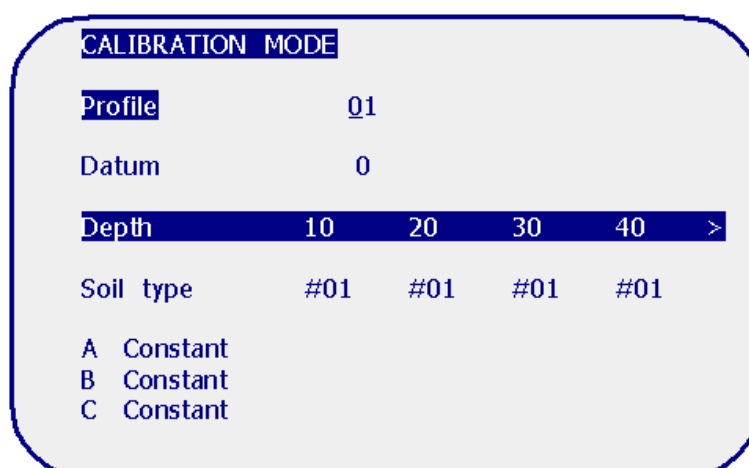 CALIBRATION MODE
Profile 01
Datum 0
Depth 10 20 30 40 >
Soil type #01 #01 #01 #01
A Constant
B Constant
C Constant